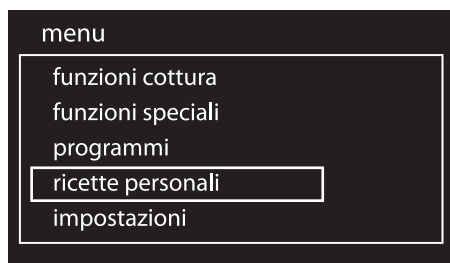 menu
funzioni cottura
funzioni speciali
programmi
ricette personali
impostazioni